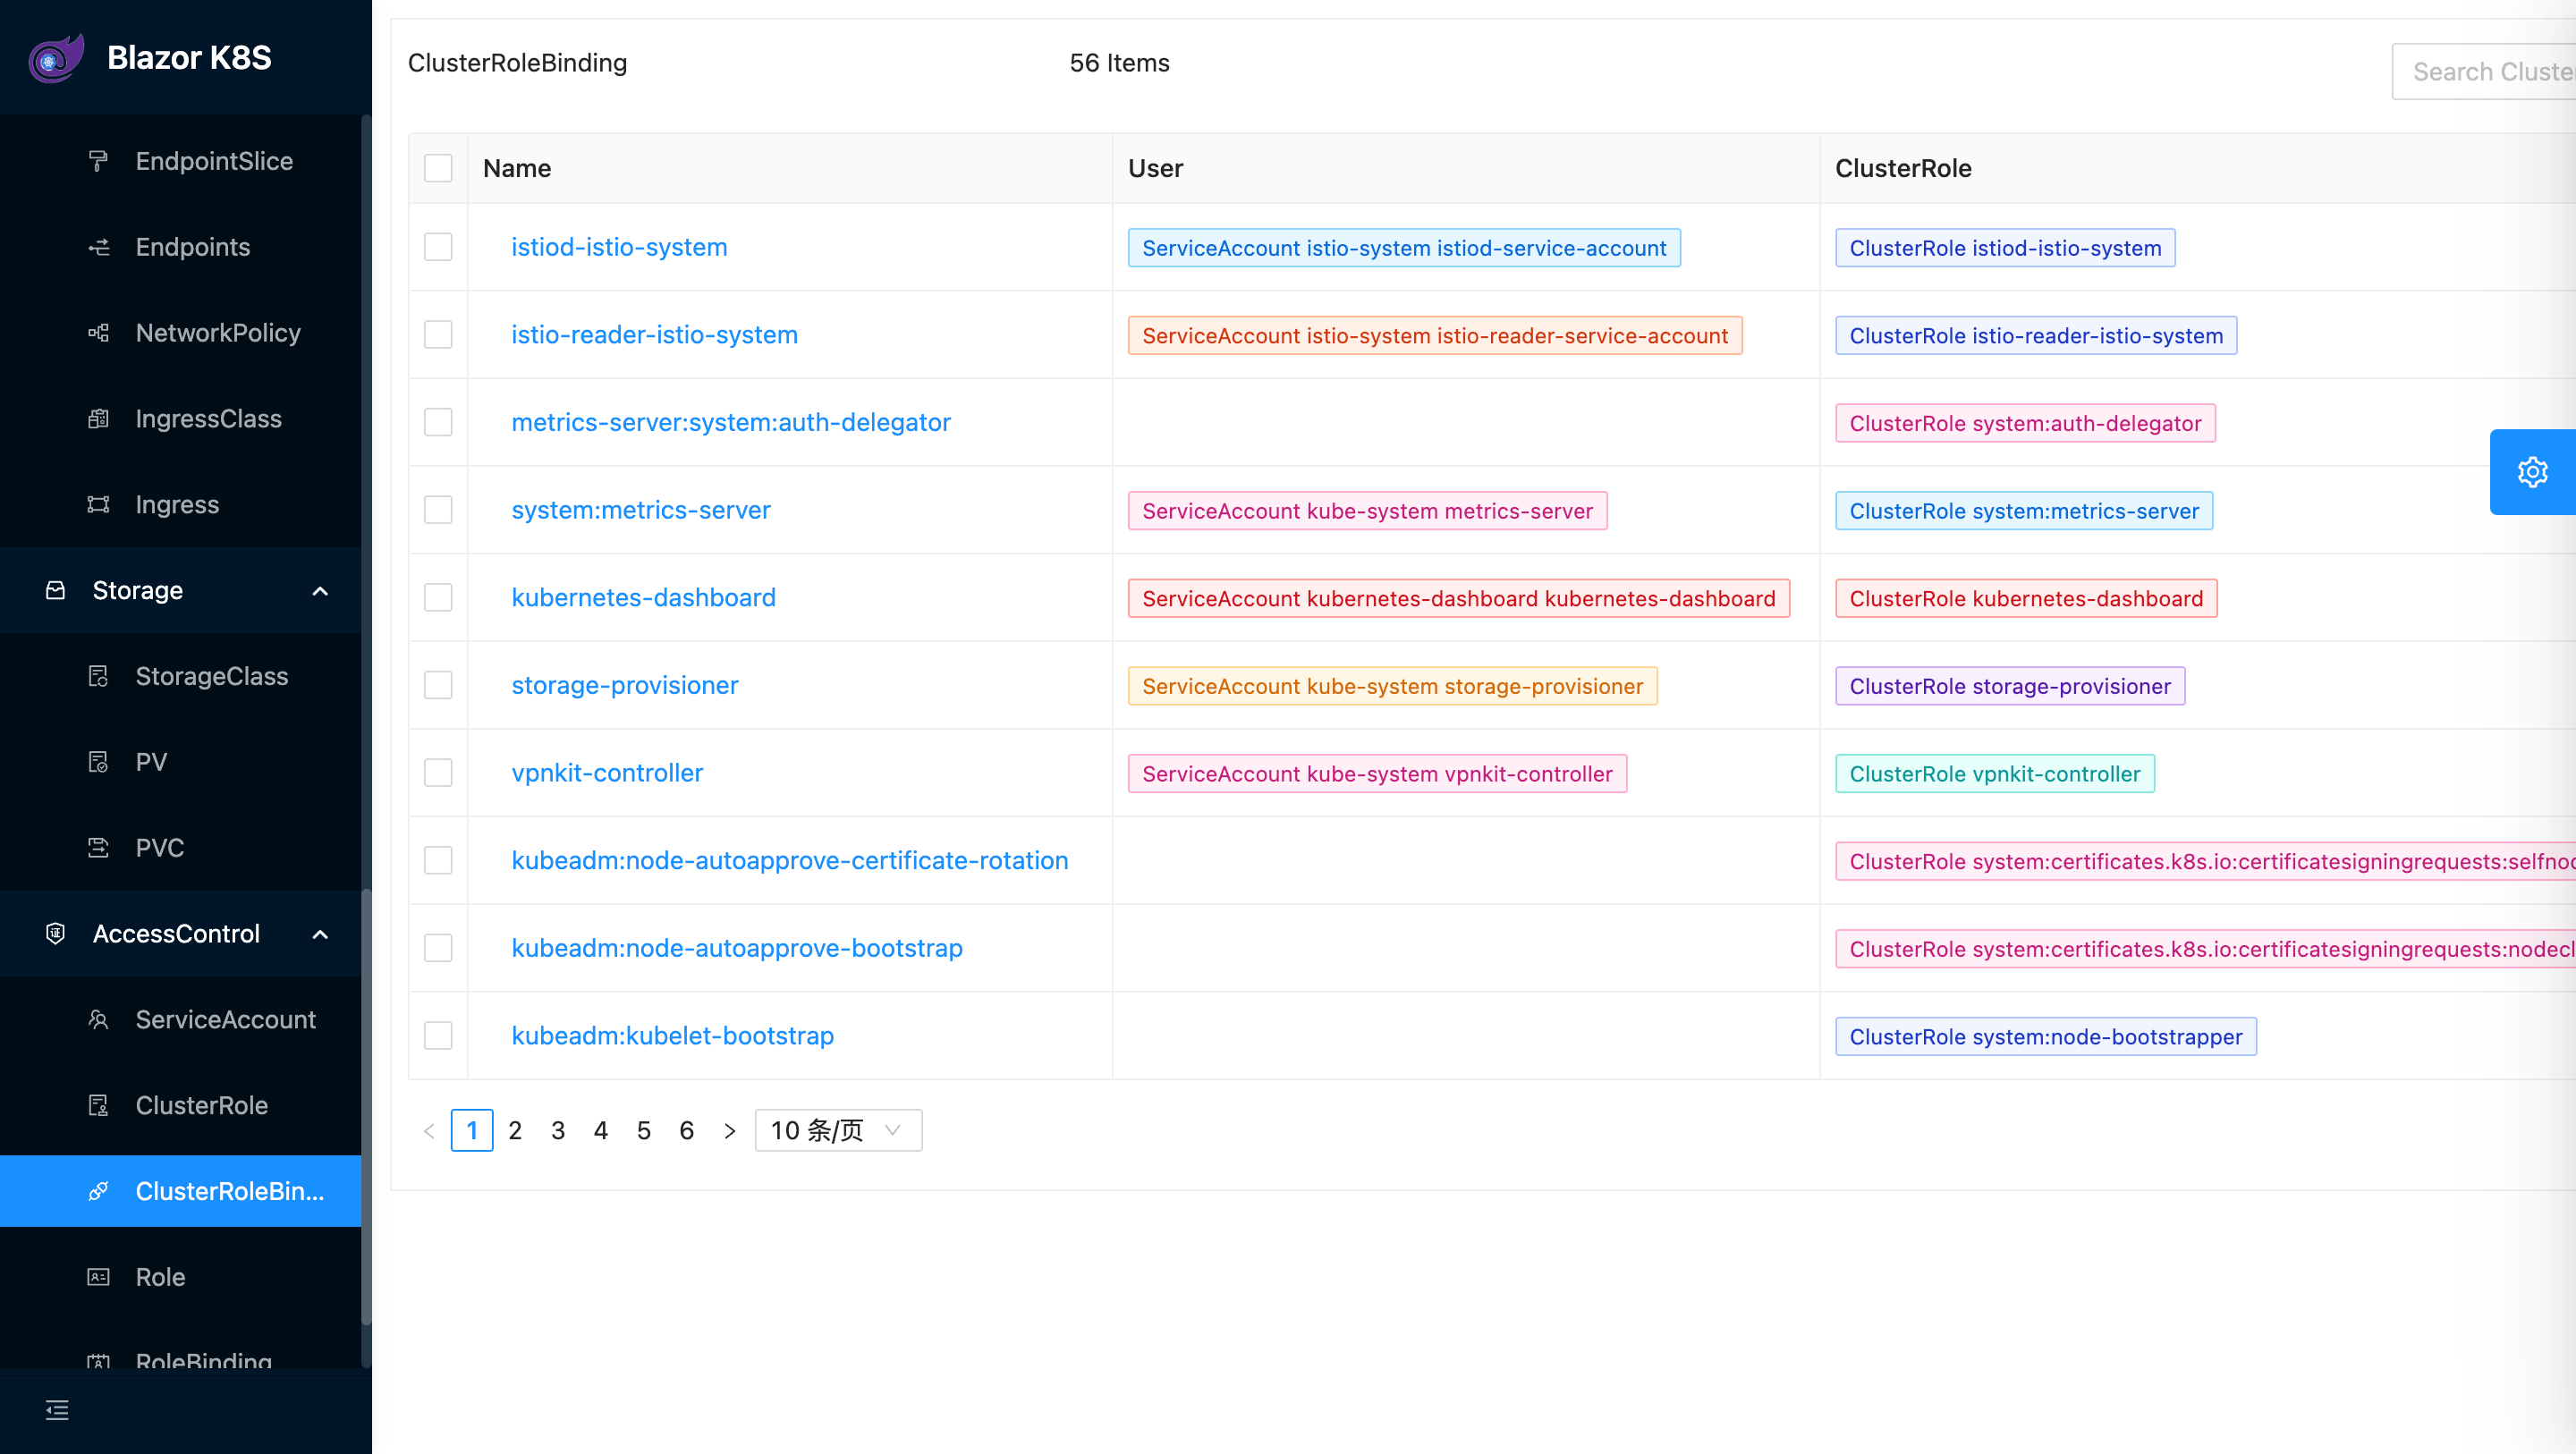 Blazor K8S
EndpointSlice
Endpoints
NetworkPolicy
IngressClass
Ingress
Storage
StorageClass
PV
PVC
AccessControl
ServiceAccount
ClusterRole
ClusterRoleBin...
Role
RoleBinding
ClusterRoleBinding 56 Items Search Cluste
Name User ClusterRole
istiod-istio-system ServiceAccount istio-system istiod-service-account ClusterRole istiod-istio-system
istio-reader-istio-system ServiceAccount istio-system istio-reader-service-account ClusterRole istio-reader-istio-system
metrics-server:system:auth-delegator ClusterRole system:auth-delegator
system:metrics-server ServiceAccount kube-system metrics-server ClusterRole system:metrics-server
kubernetes-dashboard ServiceAccount kubernetes-dashboard kubernetes-dashboard ClusterRole kubernetes-dashboard
storage-provisioner ServiceAccount kube-system storage-provisioner ClusterRole storage-provisioner
vpnkit-controller ServiceAccount kube-system vpnkit-controller ClusterRole vpnkit-controller
kubeadm:node-autoapprove-certificate-rotation ClusterRole system:certificates.k8s.io:certificatesigningrequests:selfnod
kubeadm:node-autoapprove-bootstrap ClusterRole system:certificates.k8s.io:certificatesigningrequests:nodecl
kubeadm:kubelet-bootstrap ClusterRole system:node-bootstrapper
1 2 3 4 5 6 10 条/页